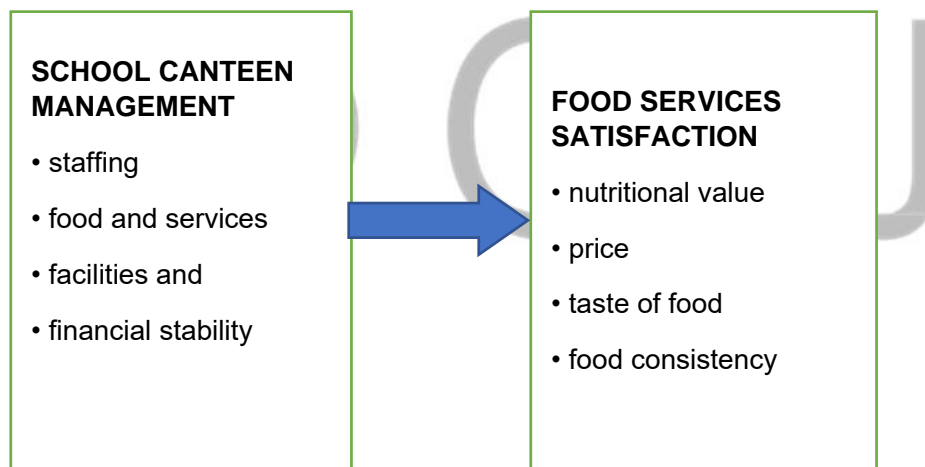 SCHOOL CANTEEN
MANAGEMENT
• staffing
• food and services
• facilities and
• financial stability
FOOD SERVICES
SATISFACTION
• nutritional value
• price
• taste of food
• food consistency